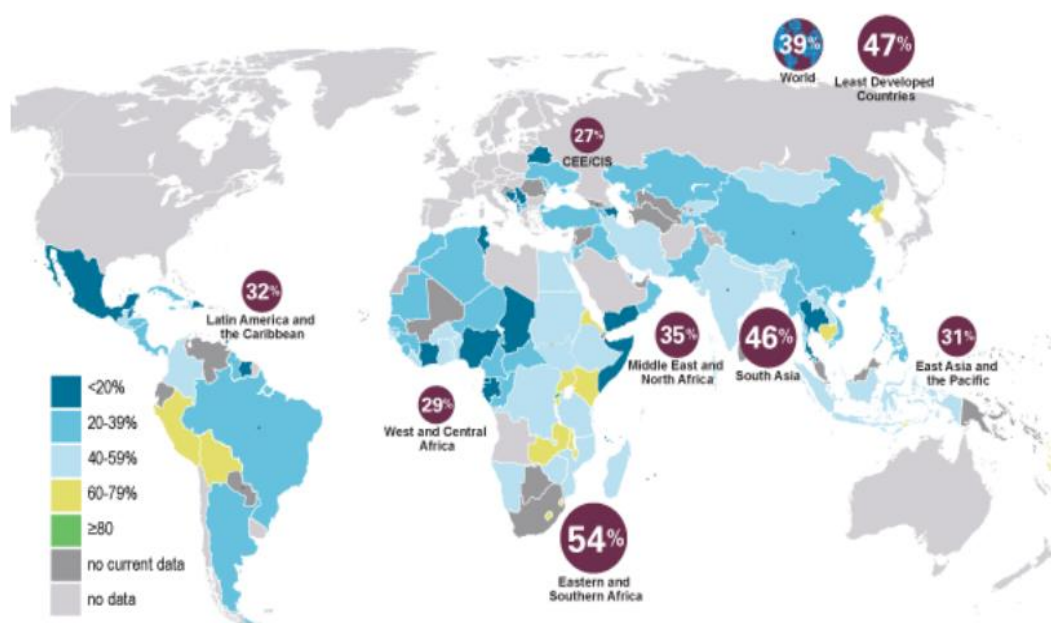 39%
World
47%
Least Developed
Countries
27%
CEE/CIS
32%
Latin America and
the Caribbean
35%
Middle East and
North Africa
46%
South Asia
31%
East Asia and
the Pacific
29%
West and Central
Africa
54%
Eastern and
Southern Africa
<20%
20-39%
40-59%
60-79%
≥80
no current data
no data